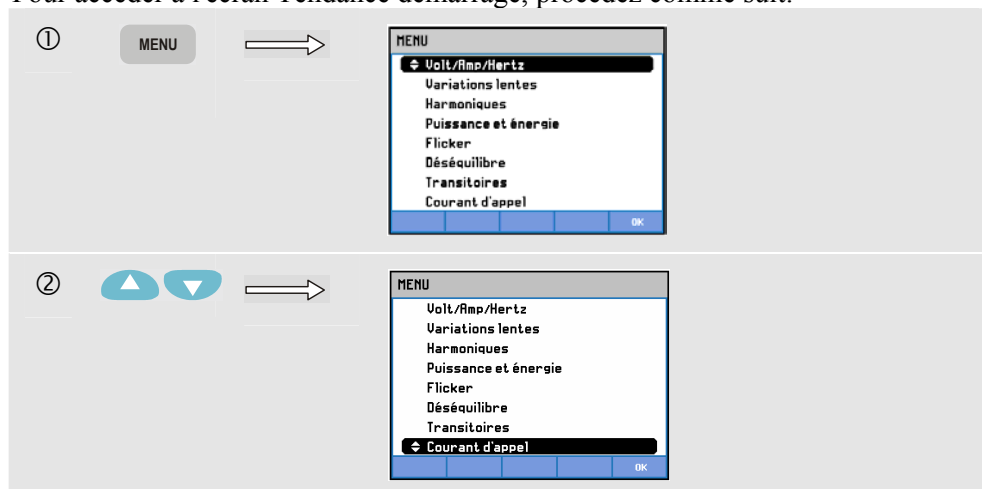 Pour accéder à l'écran Tendance démarrage, procédez comme suit:
①
MENU
MENU
Volt/Amp/Hertz
Variations lentes
Harmoniques
Puissance et énergie
Flicker
Déséquilibre
Transitoires
Courant d'appel
OK
②
MENU
Volt/Amp/Hertz
Variations lentes
Harmoniques
Puissance et énergie
Flicker
Déséquilibre
Transitoires
Courant d'appel
OK